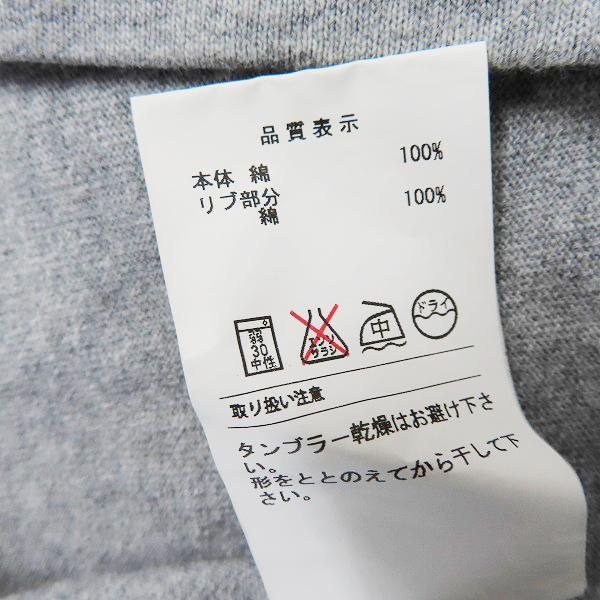 品質表示
本体 綿 100%
リブ部分 100%
綿
弱
30
中性
エンソ
サラシ
中
ドライ
取り扱い注意
タンブラー乾燥はお避け下さ
い。
形をととのえてから干して下
さい。